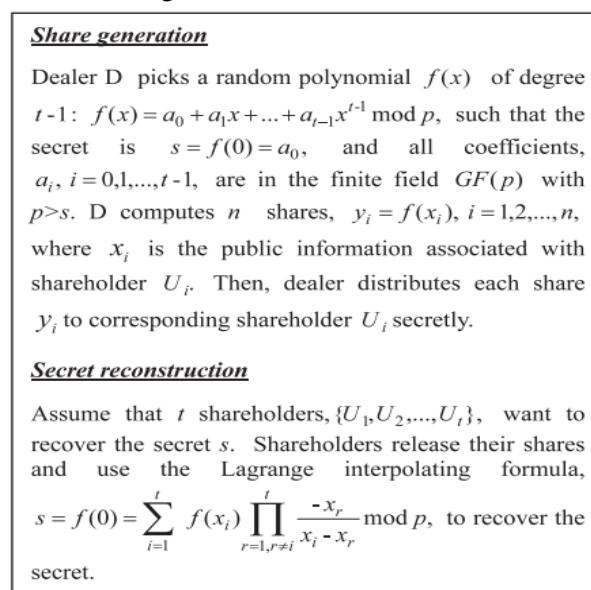 Share generation
Dealer D picks a random polynomial f(x) of degree
t-1: f(x) = a₀ + a₁x + ... + aₜ₋₁xᵗ⁻¹ mod p, such that the
secret is s = f(0) = a₀, and all coefficients,
aᵢ, i = 0,1,...,t-1, are in the finite field GF(p) with
p>s. D computes n shares, yᵢ = f(xᵢ), i = 1,2,...,n,
where xᵢ is the public information associated with
shareholder Uᵢ. Then, dealer distributes each share
yᵢ to corresponding shareholder Uᵢ secretly.
Secret reconstruction
Assume that t shareholders, {U₁,U₂,...,Uₜ}, want to
recover the secret s. Shareholders release their shares
and use the Lagrange interpolating formula,
s = f(0) = ∑ᵢ₌₁ᵗ f(xᵢ) ∏ᵣ₌₁,ᵣ≠ᵢᵗ (-xᵣ)/(xᵢ - xᵣ) mod p, to recover the
secret.